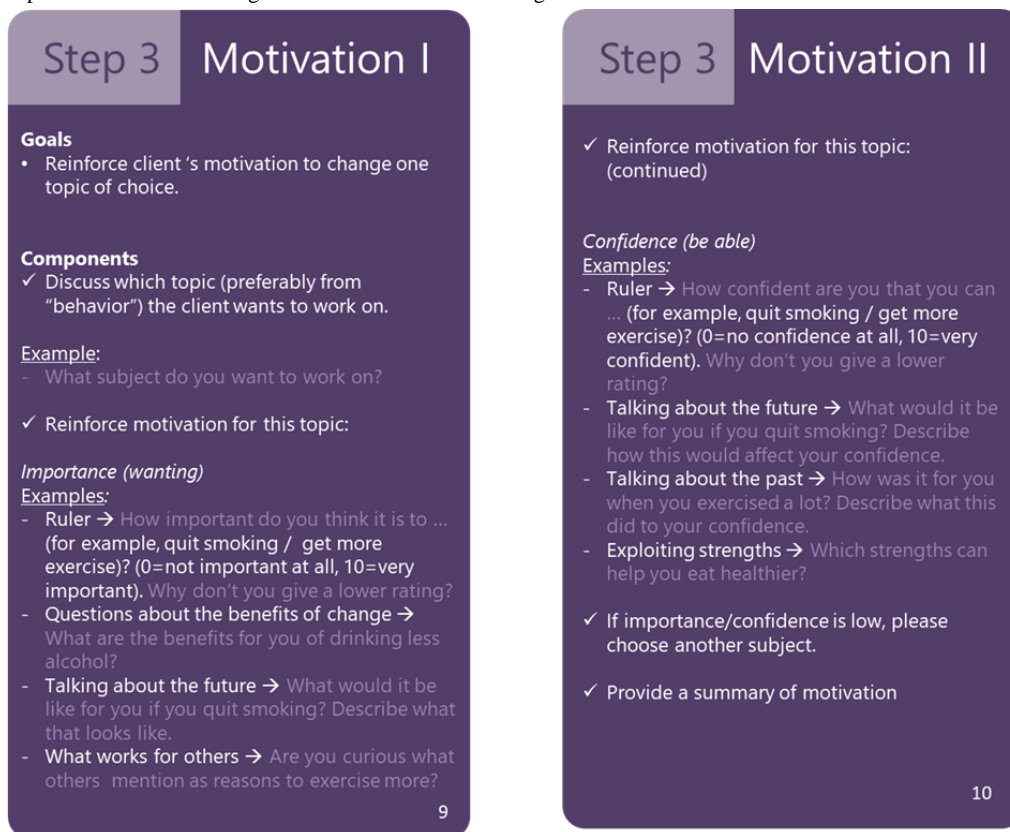 Step 3 Motivation I
Goals
• Reinforce client 's motivation to change one
topic of choice.
Components
✓ Discuss which topic (preferably from
"behavior") the client wants to work on.
Example:
- What subject do you want to work on?
✓ Reinforce motivation for this topic:
Importance (wanting)
Examples:
- Ruler → How important do you think it is to ...
(for example, quit smoking / get more
exercise)? (0=not important at all, 10=very
important). Why don't you give a lower rating?
- Questions about the benefits of change →
What are the benefits for you of drinking less
alcohol?
- Talking about the future → What would it be
like for you if you quit smoking? Describe what
that looks like.
- What works for others → Are you curious what
others mention as reasons to exercise more?
9
Step 3 Motivation II
✓ Reinforce motivation for this topic:
(continued)
Confidence (be able)
Examples:
- Ruler → How confident are you that you can
... (for example, quit smoking / get more
exercise)? (0=no confidence at all, 10=very
confident). Why don't you give a lower
rating?
- Talking about the future → What would it be
like for you if you quit smoking? Describe
how this would affect your confidence.
- Talking about the past → How was it for you
when you exercised a lot? Describe what this
did to your confidence.
- Exploiting strengths → Which strengths can
help you eat healthier?
✓ If importance/confidence is low, please
choose another subject.
✓ Provide a summary of motivation
10